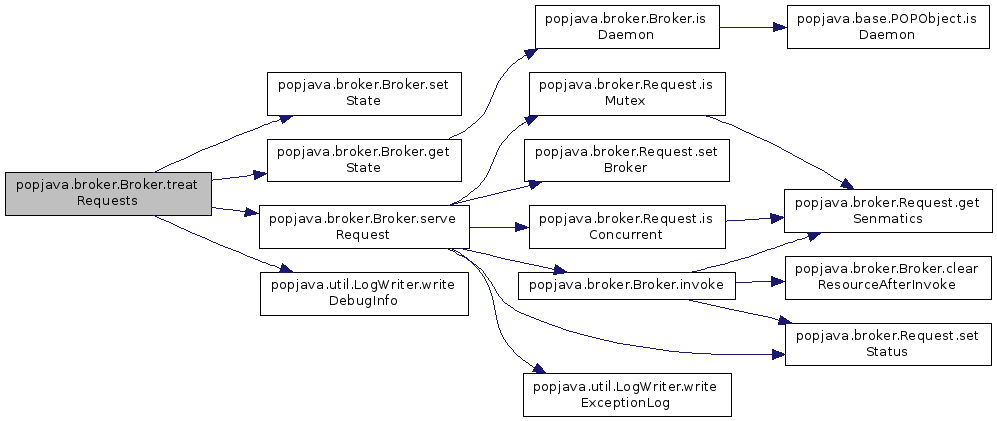 popjava.broker.Broker.treat
Requests
popjava.broker.Broker.set
State
popjava.broker.Broker.get
State
popjava.broker.Broker.serve
Request
popjava.util.LogWriter.write
DebugInfo
popjava.broker.Broker.is
Daemon
popjava.broker.Request.is
Mutex
popjava.broker.Request.set
Broker
popjava.broker.Request.is
Concurrent
popjava.broker.Broker.invoke
popjava.util.LogWriter.write
ExceptionLog
popjava.base.POPObject.is
Daemon
popjava.broker.Request.get
Senmatics
popjava.broker.Broker.clear
ResourceAfterInvoke
popjava.broker.Request.set
Status